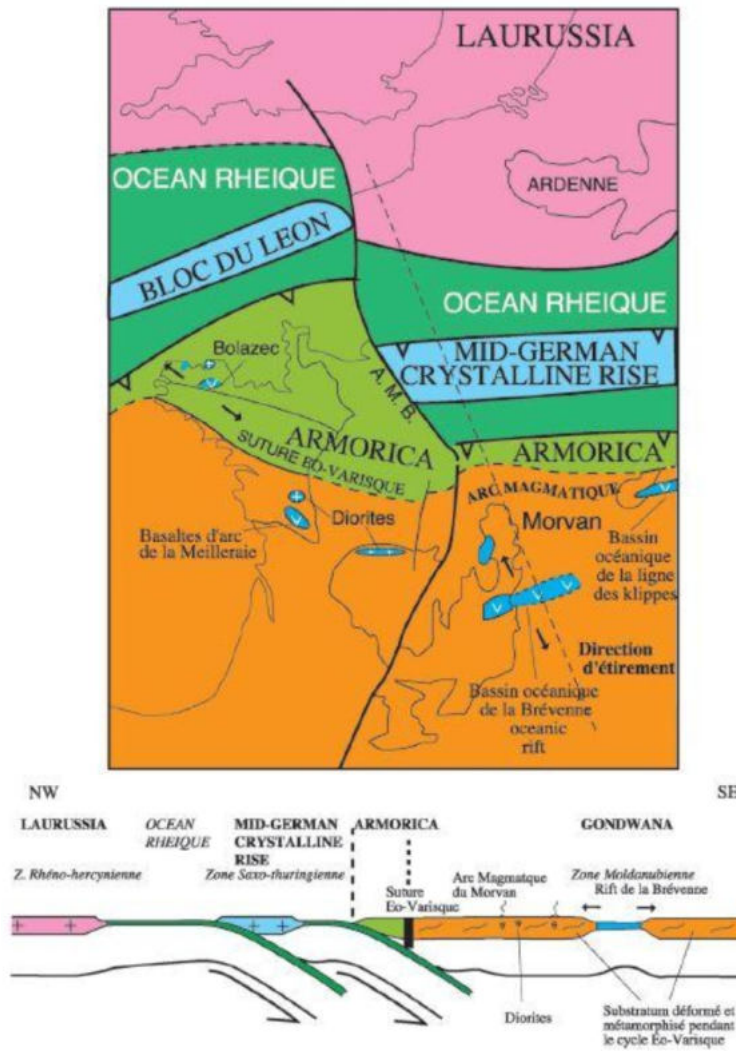 LAURUSSIA
OCEAN RHEIQUE
ARDENNE
BLOC DU LEON
OCEAN RHEIQUE
Bolazec
MID-GERMAN
CRYSTALLINE RISE
A. M. B.
ARMORICA
SUTURE EO-VARISQUE
ARMORICA
ARC MAGMATIQUE
Morvan
Diorites
Basaltes d'arc
de la Meilleraie
Bassin
océanique
de la ligne
des klippes
Direction
d'étirement
Bassin océanique
de la Brévenne
oceanic
rift
NW
SE
LAURUSSIA
OCEAN
RHEIQUE
MID-GERMAN
CRYSTALLINE
RISE
ARMORICA
GONDWANA
Z. Rhéno-hercynienne
Zone Saxo-thuringienne
Suture
Eo-Varisque
Arc Magmatque
du Morvan
Zone Moldanubienne
Rift de la Brévenne
Diorites
Substratum déformé et
métamorphisé pendant
le cycle Eo-Varisque